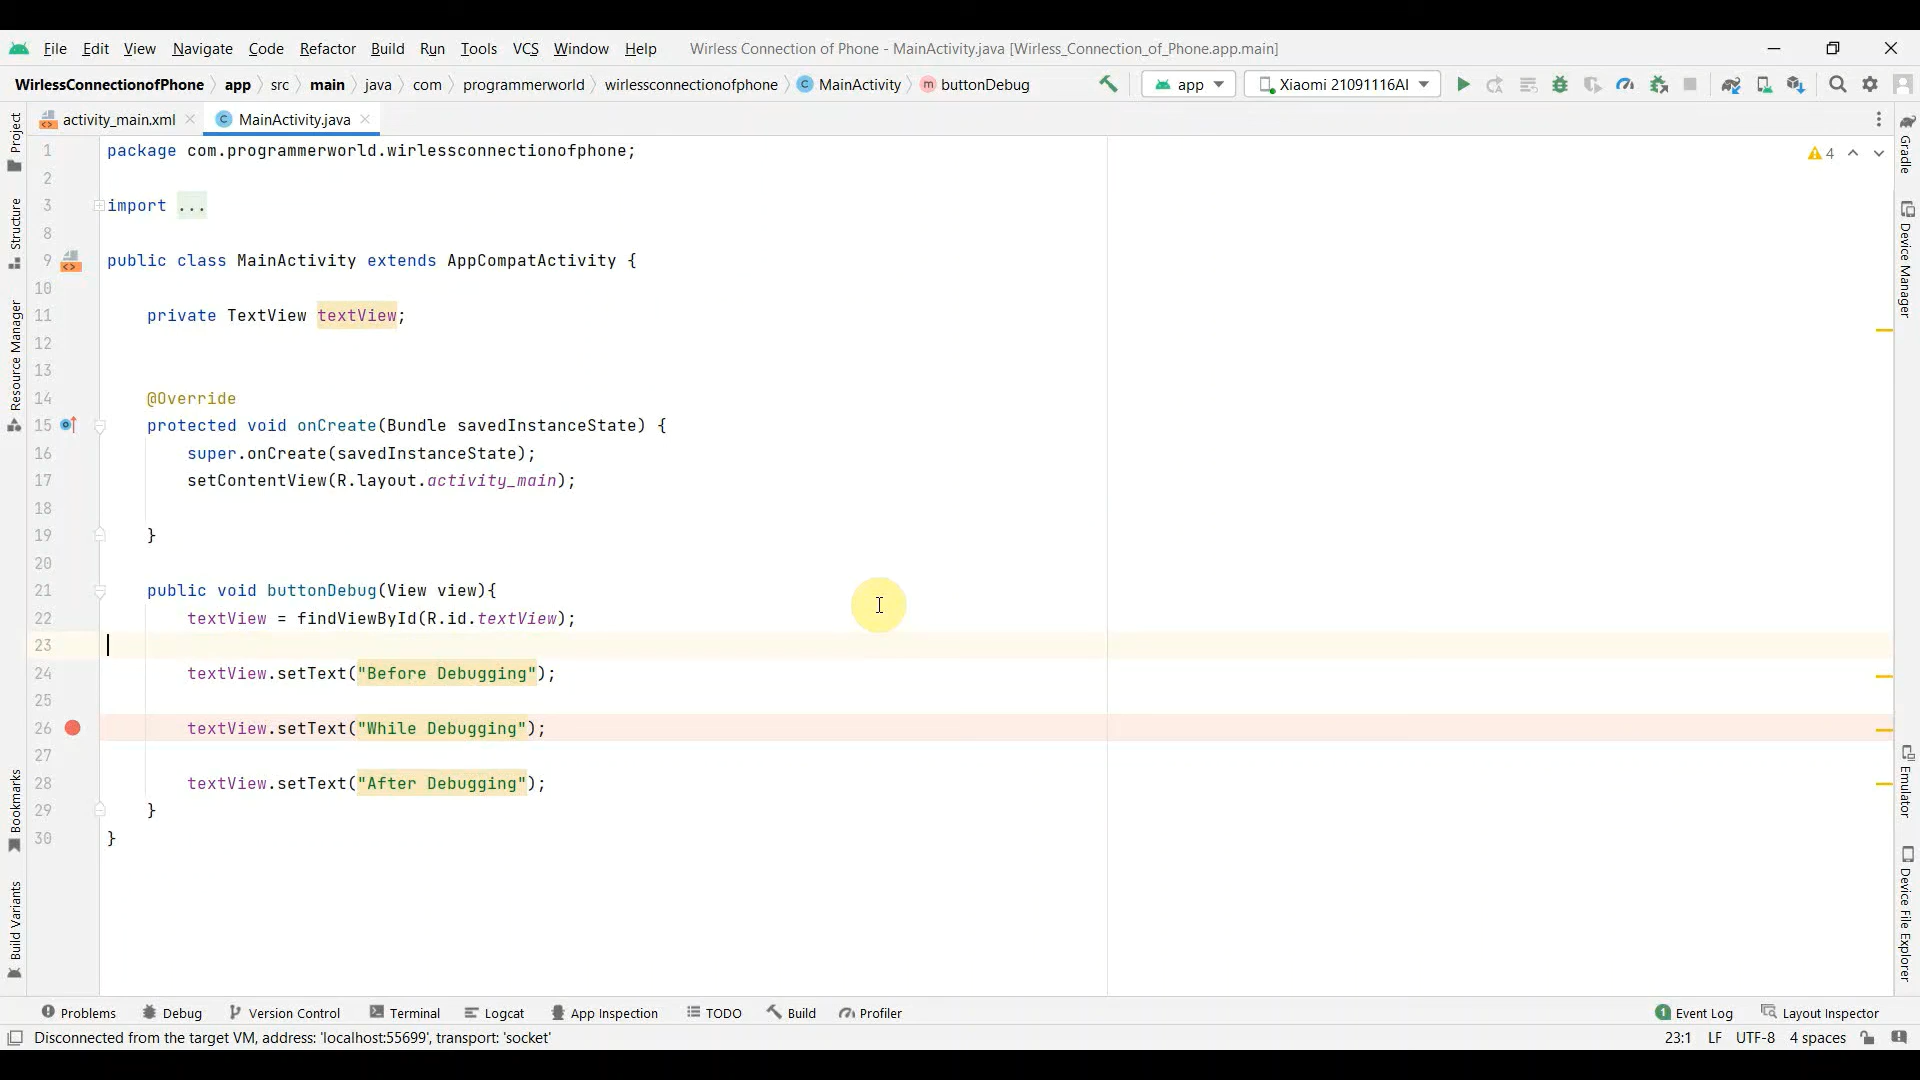 File Edit View Navigate Code Refactor Build Run Tools VCS Window Help Wirless Connection of Phone - MainActivity.java [Wirless_Connection_of_Phone.app.main]
WirlessConnectionofPhone app src main java com programmerworld wirlessconnectionofphone C MainActivity m buttonDebug app Xiaomi 21091116AI
activity_main.xml C MainActivity.java
Project
Structure
Resource Manager
Bookmarks
Build Variants
1 package com.programmerworld.wirlessconnectionofphone;
2
3 import ...
8
9 public class MainActivity extends AppCompatActivity {
10
11 private TextView textView;
12
13
14 @Override
15 protected void onCreate(Bundle savedInstanceState) {
16 super.onCreate(savedInstanceState);
17 setContentView(R.layout.activity_main);
18
19 }
20
21 public void buttonDebug(View view){
22 textView = findViewById(R.id.textView);
23
24 textView.setText("Before Debugging");
25
26 textView.setText("While Debugging");
27
28 textView.setText("After Debugging");
29 }
30 }
4
Gradle
Device Manager
Emulator
Device File Explorer
Problems Debug Version Control Terminal Logcat App Inspection TODO Build Profiler 1 Event Log Layout Inspector
Disconnected from the target VM, address: 'localhost:55699', transport: 'socket' 23:1 LF UTF-8 4 spaces